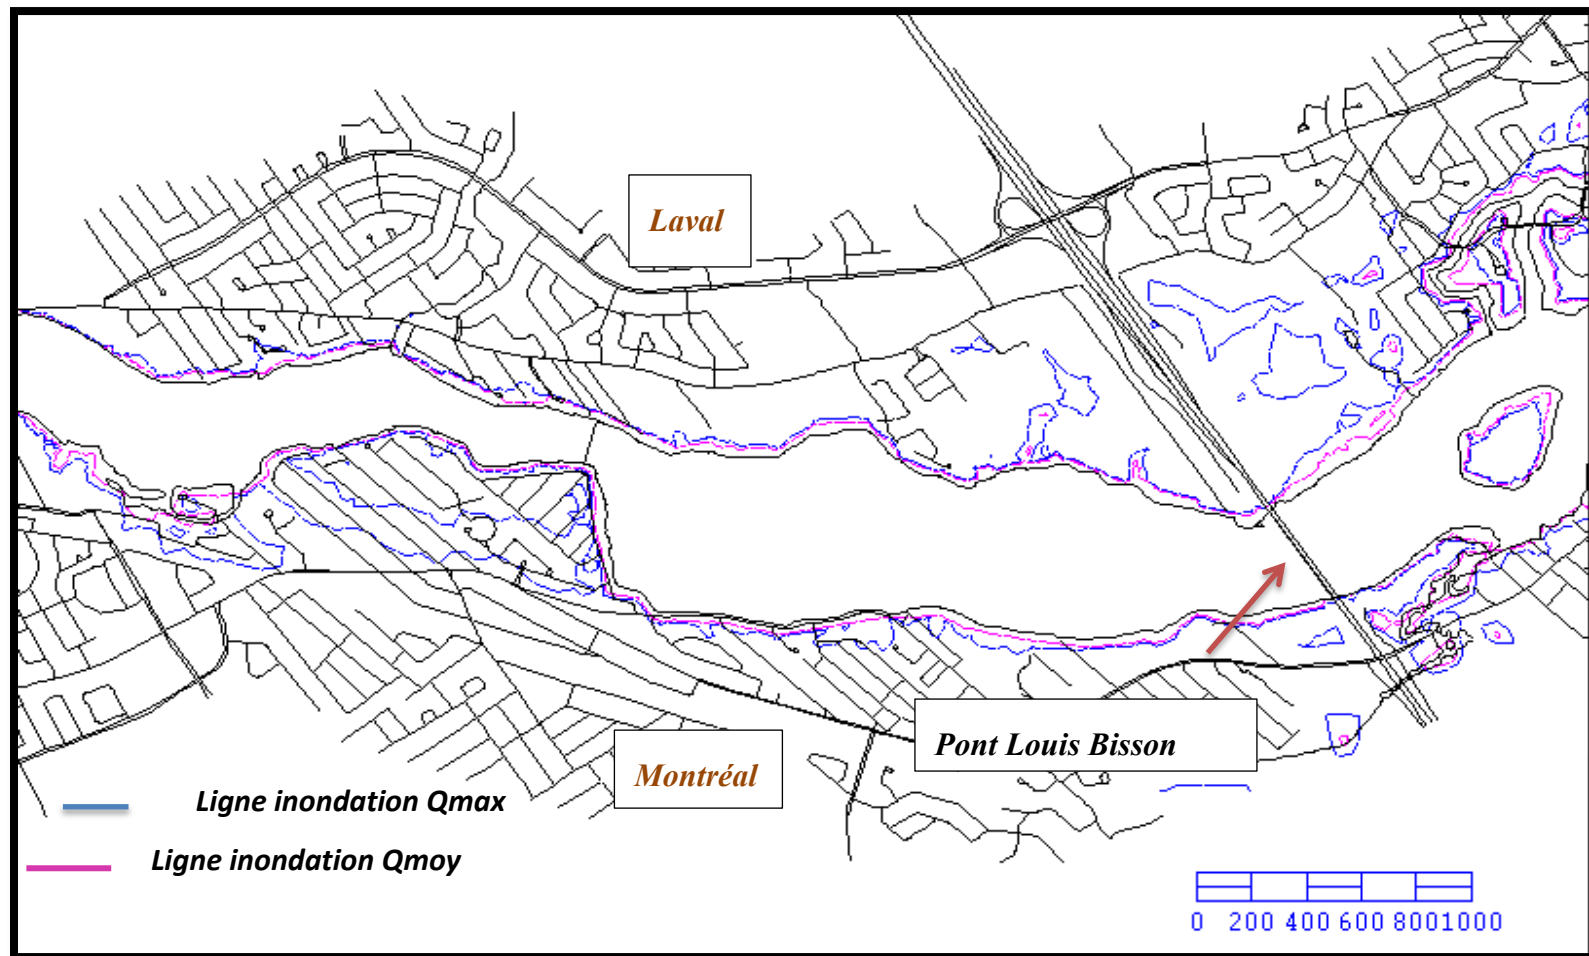 Laval
Pont Louis Bisson
Montréal
Ligne inondation Qmax
Ligne inondation Qmoy
0 200 400 600 8001000